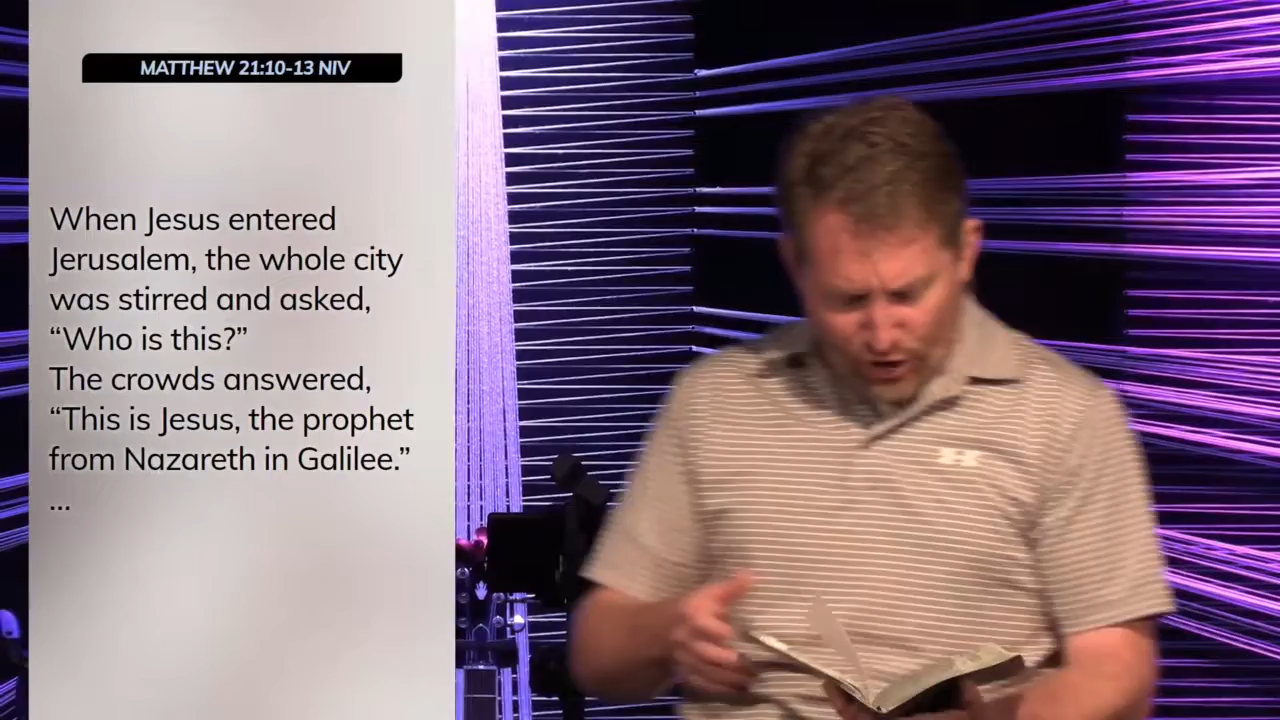 MATTHEW 21:10-13 NIV
When Jesus entered
Jerusalem, the whole city
was stirred and asked,
“Who is this?”
The crowds answered,
“This is Jesus, the prophet
from Nazareth in Galilee.”
...